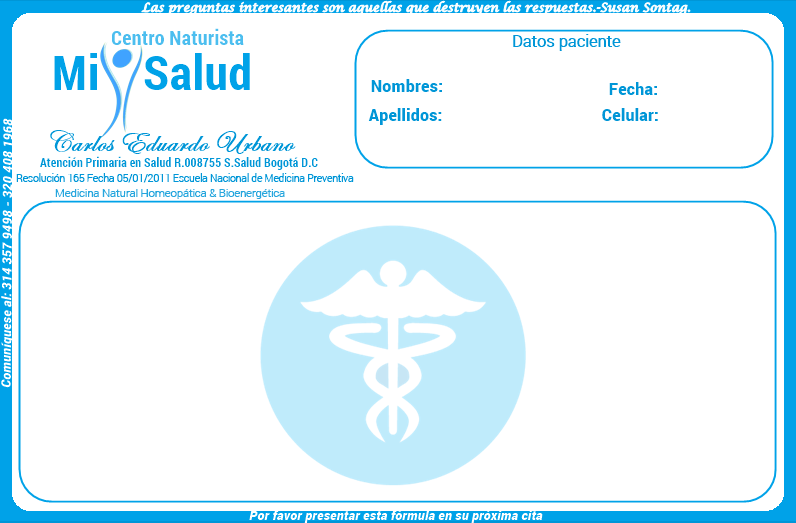 Las preguntas interesantes son aquellas que destruyen las respuestas.-Susan Sontag.
Centro Naturista
Mi Salud
Carlos Eduardo Urbano
Atención Primaria en Salud R.008755 S.Salud Bogotá D.C
Resolución 165 Fecha 05/01/2011 Escuela Nacional de Medicina Preventiva
Medicina Natural Homeopática & Bioenergética
Datos paciente
Nombres:
Fecha:
Apellidos:
Celular:
Comuníquese al: 314 357 9498 - 320 408 1968
Por favor presentar esta fórmula en su próxima cita